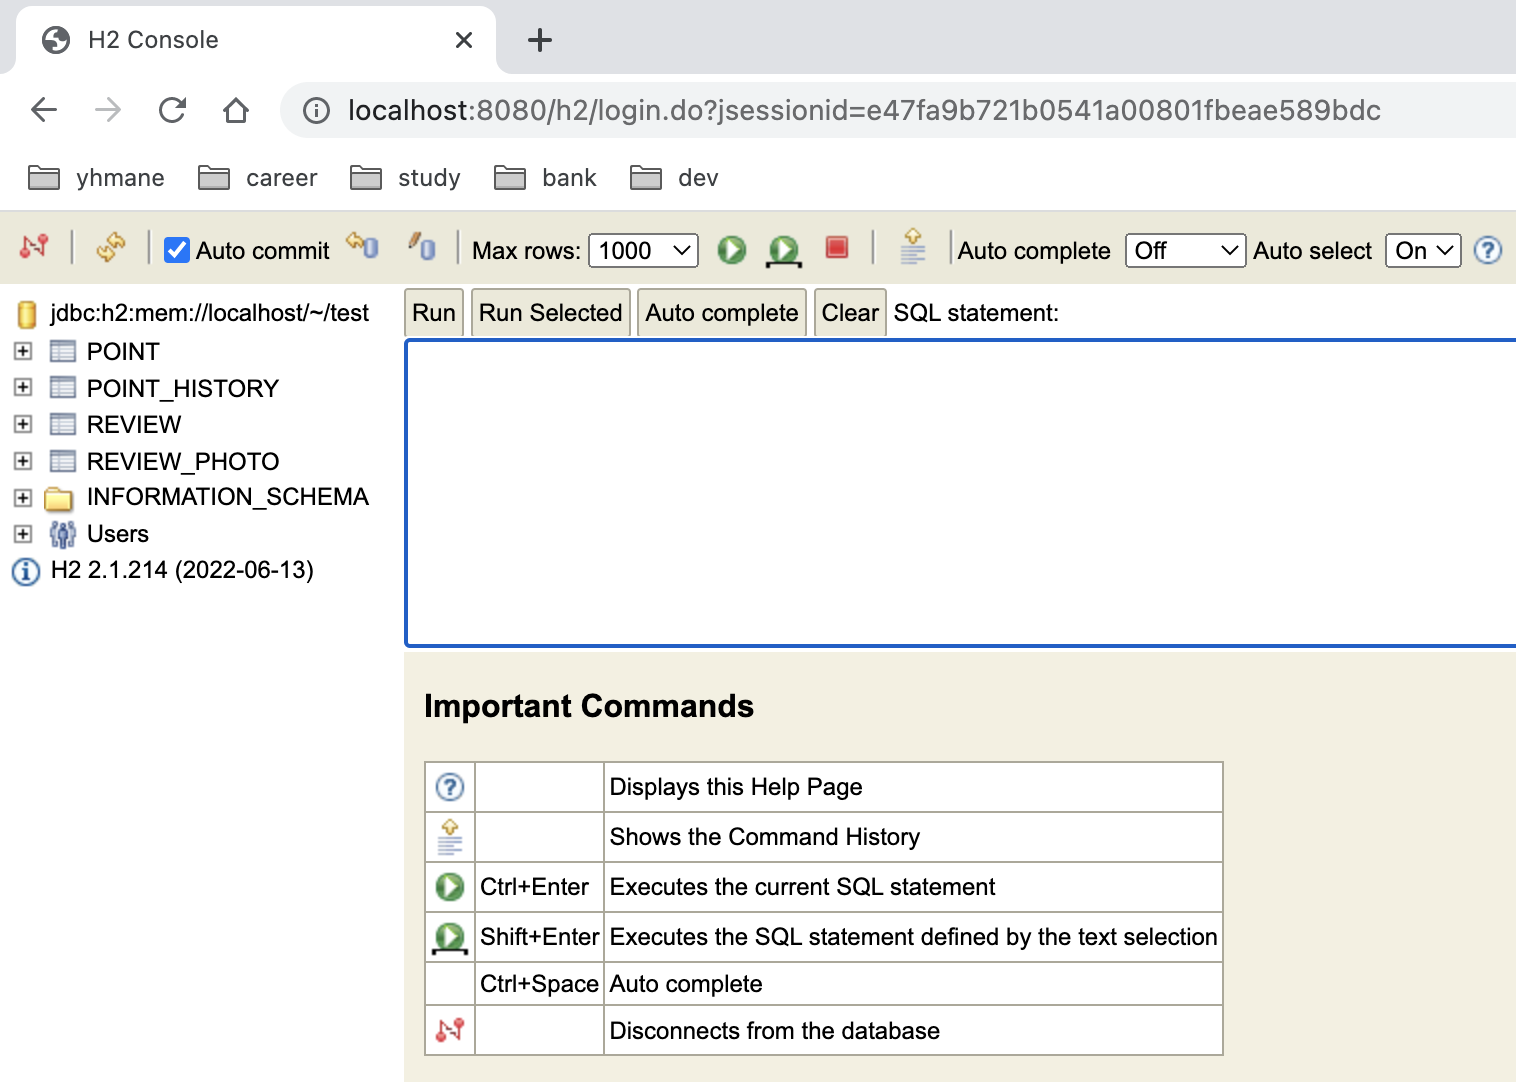 H2 Console
localhost:8080/h2/login.do?jsessionid=e47fa9b721b0541a00801fbeae589bdc
yhmane career study bank dev
Auto commit Max rows: 1000 Auto complete Off Auto select On
jdbc:h2:mem://localhost/~/test
POINT
POINT_HISTORY
REVIEW
REVIEW_PHOTO
INFORMATION_SCHEMA
Users
H2 2.1.214 (2022-06-13)
Run Run Selected Auto complete Clear SQL statement:
Important Commands
Displays this Help Page
Shows the Command History
Ctrl+Enter Executes the current SQL statement
Shift+Enter Executes the SQL statement defined by the text selection
Ctrl+Space Auto complete
Disconnects from the database